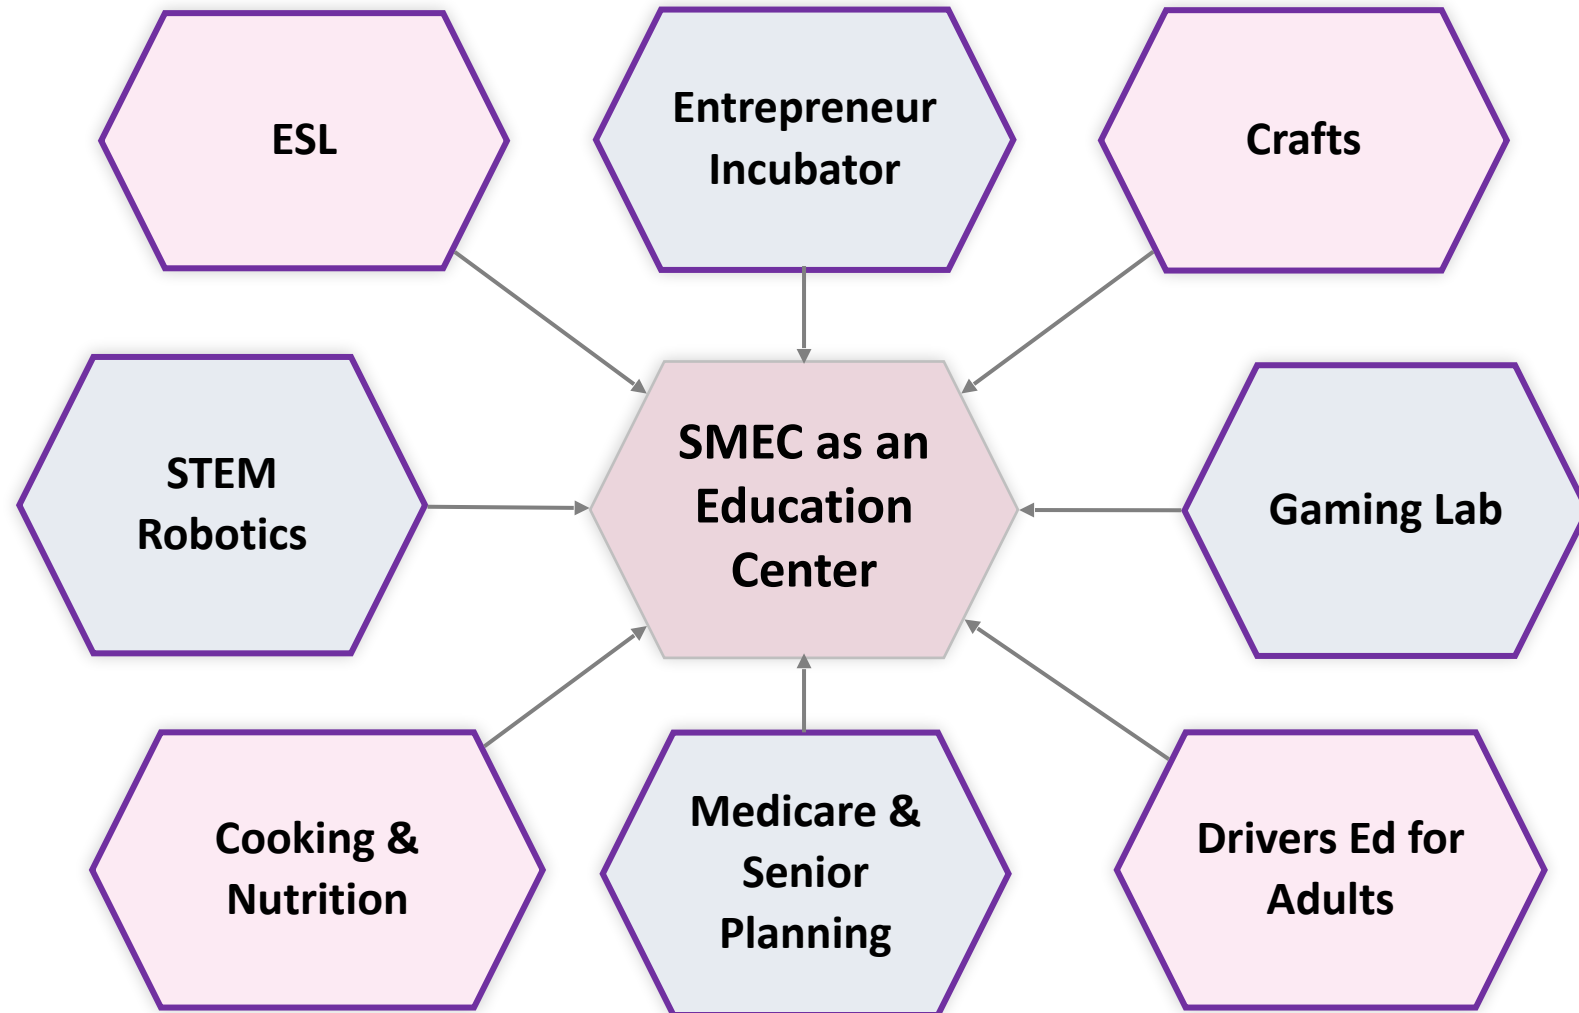 ESL
Entrepreneur
Incubator
Crafts
STEM
Robotics
SMEC as an
Education
Center
Gaming Lab
Cooking &
Nutrition
Medicare &
Senior
Planning
Drivers Ed for
Adults